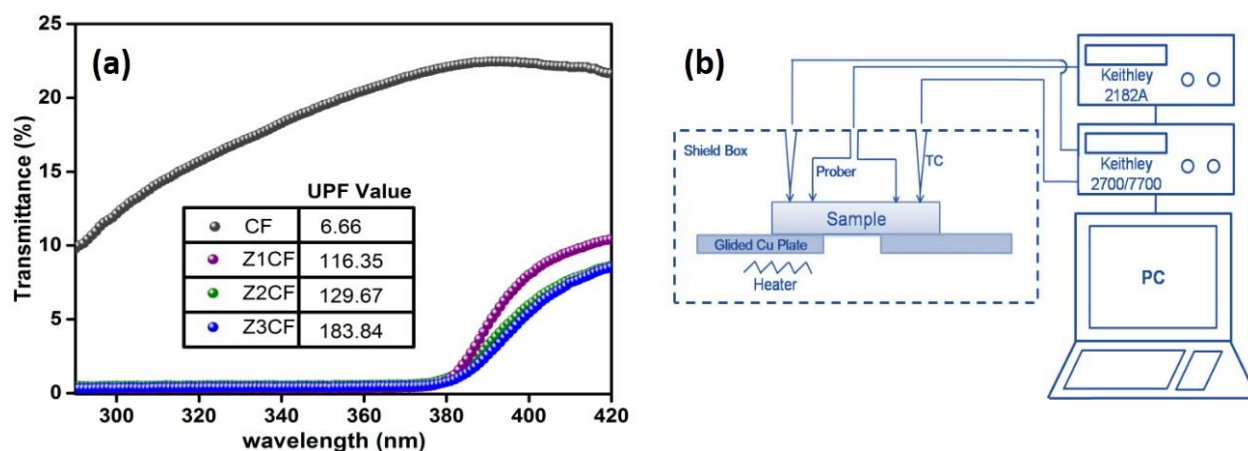 (a)
25
20
15
10
5
0
Transmittance (%)
300
320
340
360
380
400
420
wavelength (nm)
UPF Value
CF 6.66
Z1CF 116.35
Z2CF 129.67
Z3CF 183.84
(b)
Keithley
2182A
Keithley
2700/7700
Shield Box
Prober
TC
Sample
Glided Cu Plate
Heater
PC